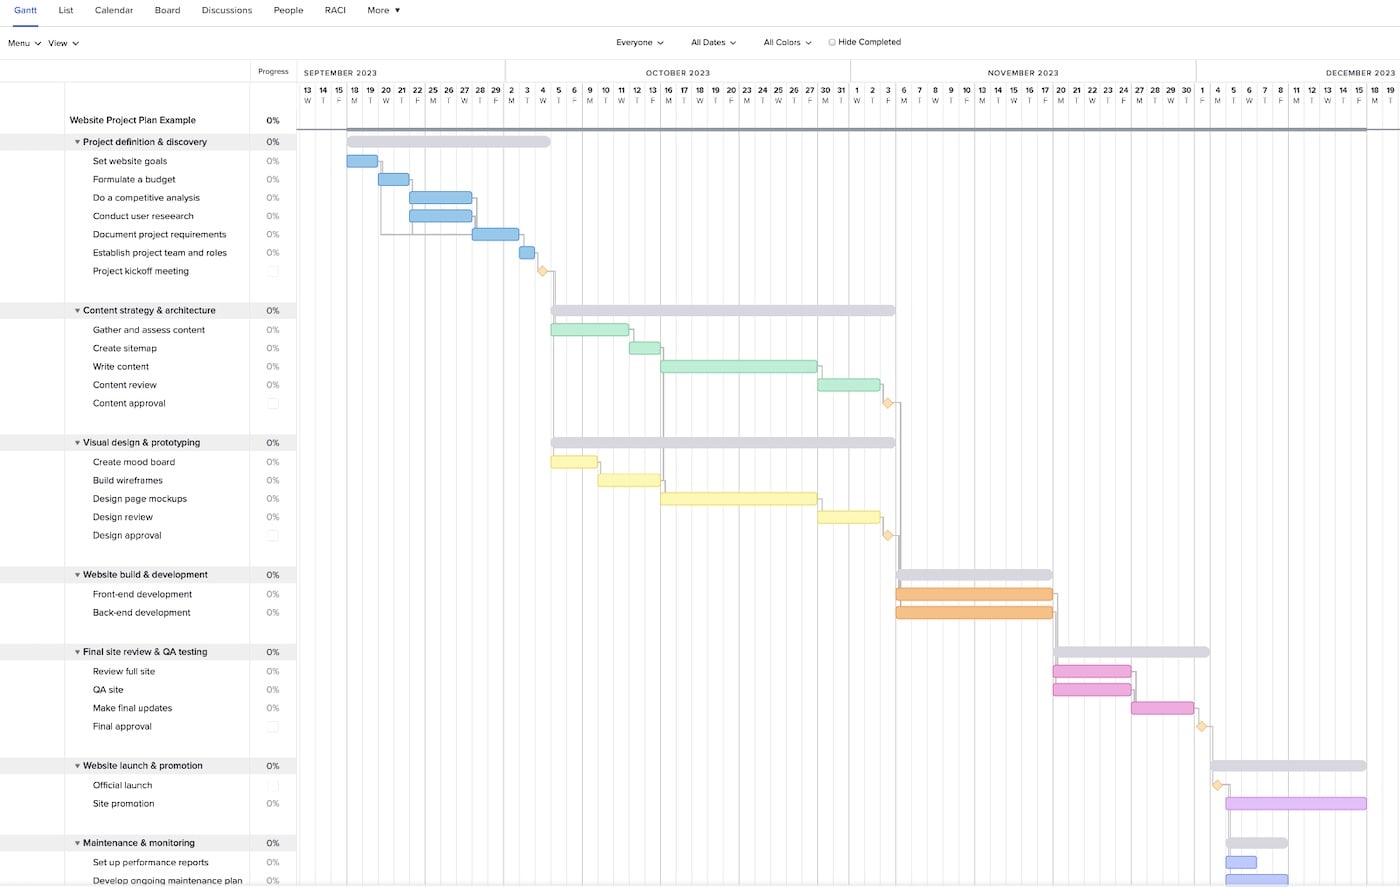 Gantt List Calendar Board Discussions People RACI More ▼
Menu View Everyone All Dates All Colors Hide Completed
Progress SEPTEMBER 2023 OCTOBER 2023 NOVEMBER 2023 DECEMBER 2023
13 14 15 18 19 20 21 22 25 26 27 28 29 2 3 4 5 6 9 10 11 12 13 16 17 18 19 20 23 24 25 26 27 30 31 1 2 3 6 7 8 9 10 13 14 15 16 17 20 21 22 23 24 27 28 29 30 1 4 5 6 7 8 11 12 13 14 15 18 19
W T F M T W T F M T W T F M T W T F M T W T F M T W T F M T W T F M T W T F M T W T F M T W T F M T W T F M T W T F M T W T F M T W T F M T
Website Project Plan Example 0%
▼ Project definition & discovery 0%
Set website goals 0%
Formulate a budget 0%
Do a competitive analysis 0%
Conduct user reseearch 0%
Document project requirements 0%
Establish project team and roles 0%
Project kickoff meeting
▼ Content strategy & architecture 0%
Gather and assess content 0%
Create sitemap 0%
Write content 0%
Content review 0%
Content approval
▼ Visual design & prototyping 0%
Create mood board 0%
Build wireframes 0%
Design page mockups 0%
Design review 0%
Design approval
▼ Website build & development 0%
Front-end development 0%
Back-end development 0%
▼ Final site review & QA testing 0%
Review full site 0%
QA site 0%
Make final updates 0%
Final approval
▼ Website launch & promotion 0%
Official launch
Site promotion 0%
▼ Maintenance & monitoring 0%
Set up performance reports 0%
Develop ongoing maintenance plan 0%